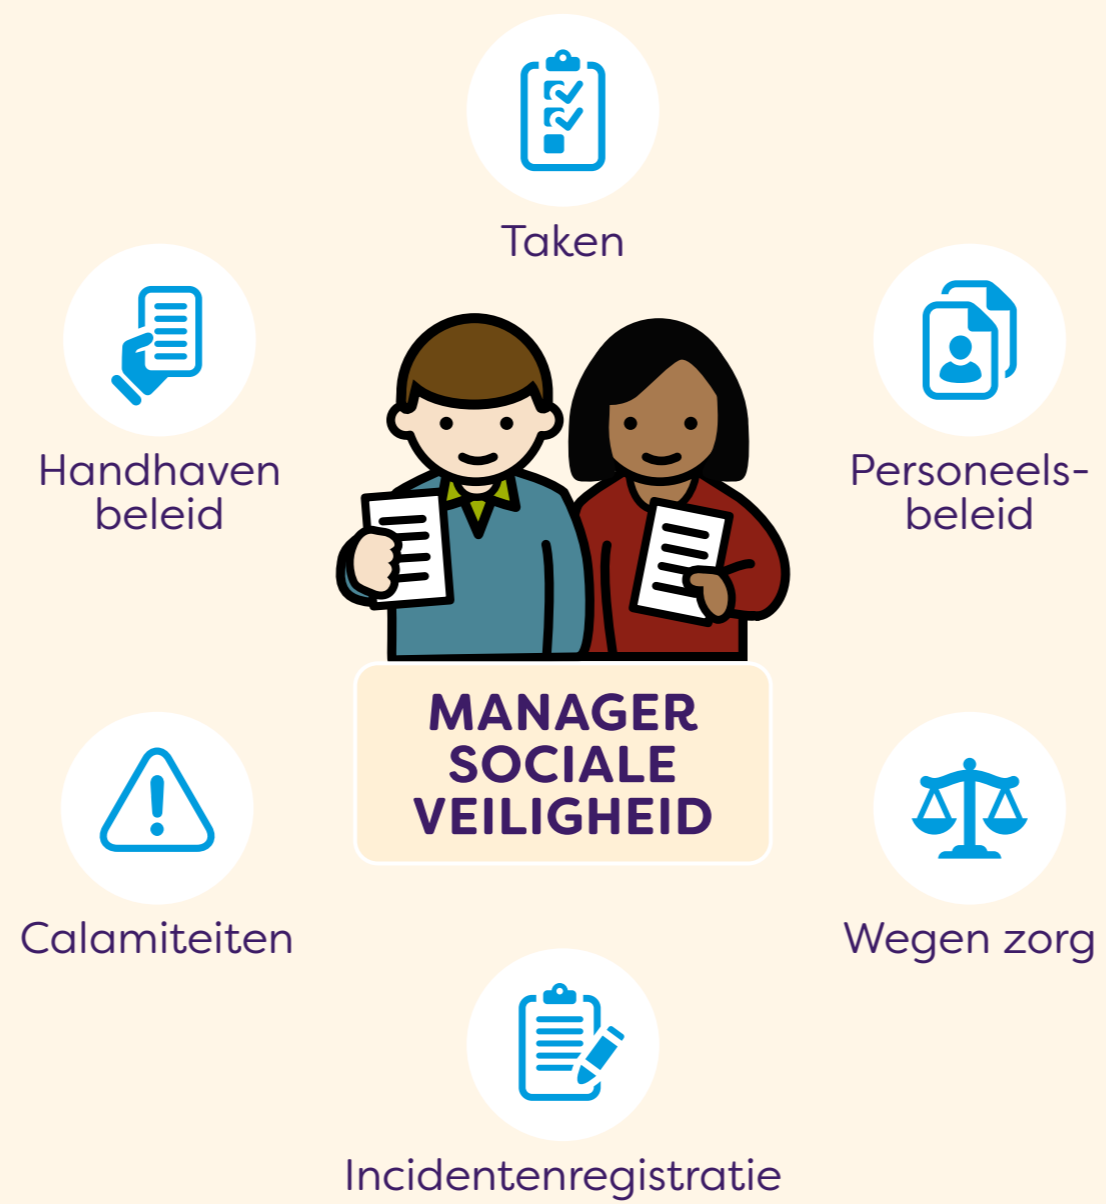 Taken
Handhaven
beleid
Personeels-
beleid
MANAGER
SOCIALE
VEILIGHEID
Calamiteiten
Wegen zorg
Incidentenregistratie